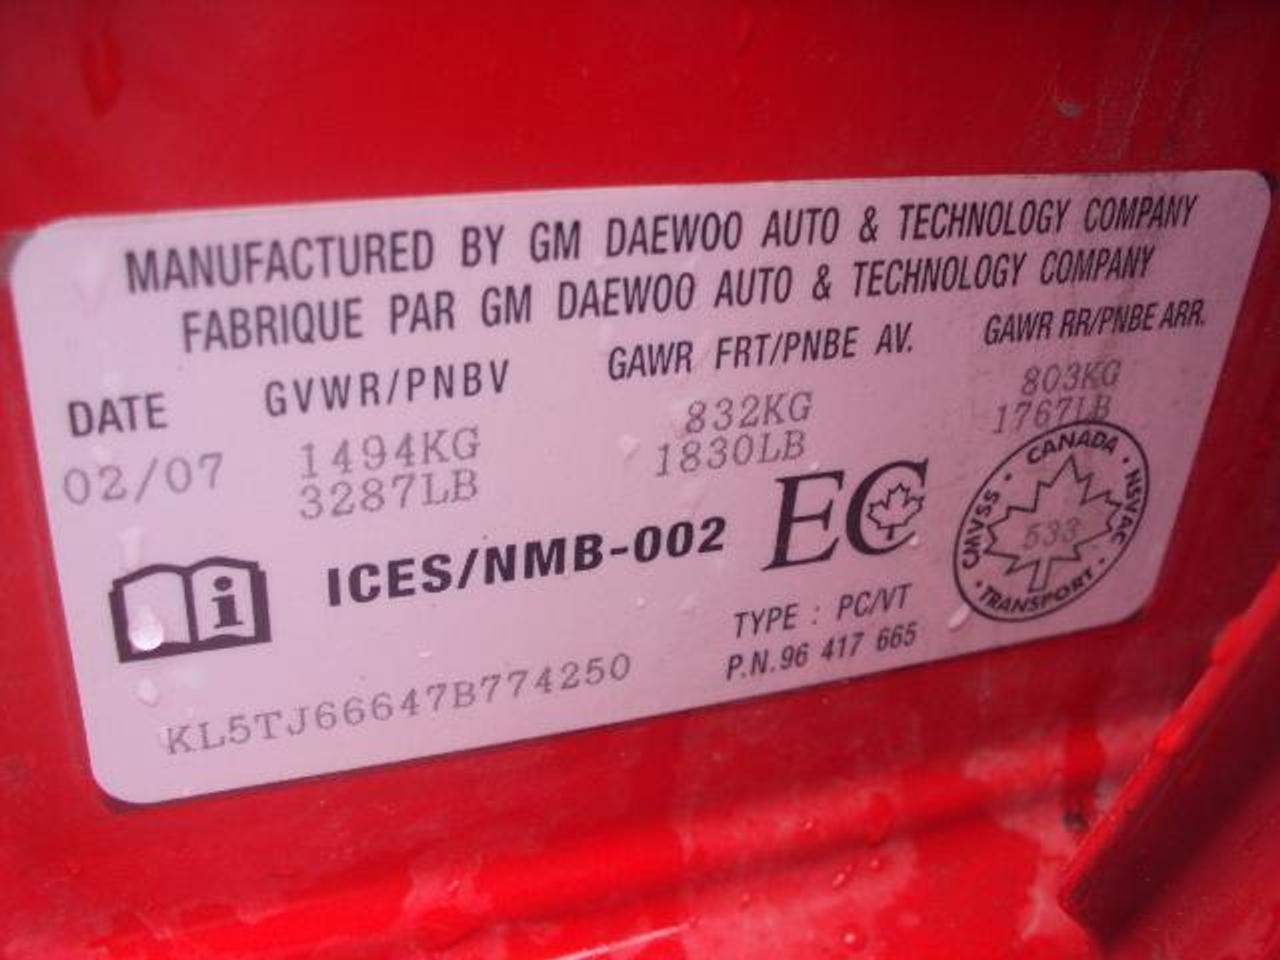 MANUFACTURED BY GM DAEWOO AUTO & TECHNOLOGY COMPANY
FABRIQUE PAR GM DAEWOO AUTO & TECHNOLOGY COMPANY
DATE GVWR/PNBV GAWR FRT/PNBE AV. GAWR RR/PNBE ARR.
02/07 1494KG 832KG 803KG
3287LB 1830LB 1767LB
ICES/NMB-002 EC
CMVSS · CANADA · NSVAC · TRANSPORT ·
533
i
TYPE : PC/VT
P.N.96 417 665
KL5TJ66647B774250